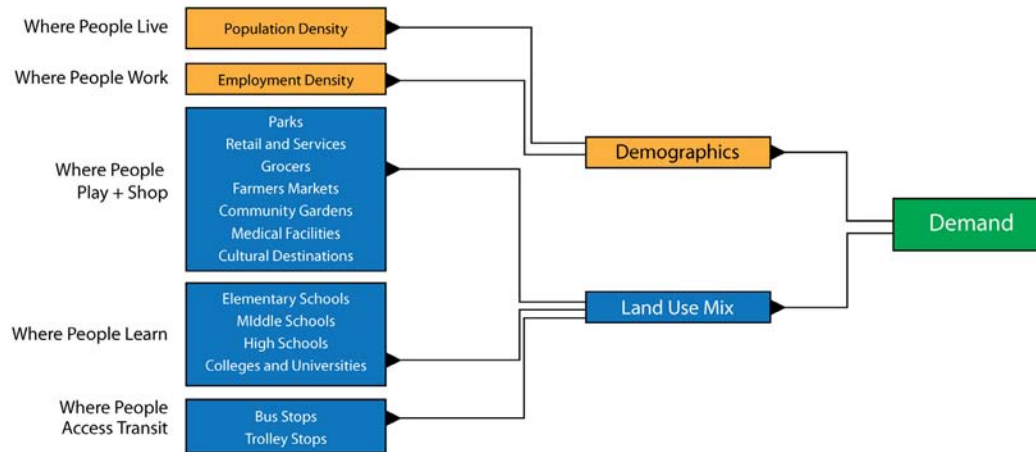 Where People Live
Population Density
Where People Work
Employment Density
Where People
Play + Shop
Parks
Retail and Services
Grocers
Farmers Markets
Community Gardens
Medical Facilities
Cultural Destinations
Where People Learn
Elementary Schools
MIddle Schools
High Schools
Colleges and Universities
Where People
Access Transit
Bus Stops
Trolley Stops
Demographics
Land Use Mix
Demand